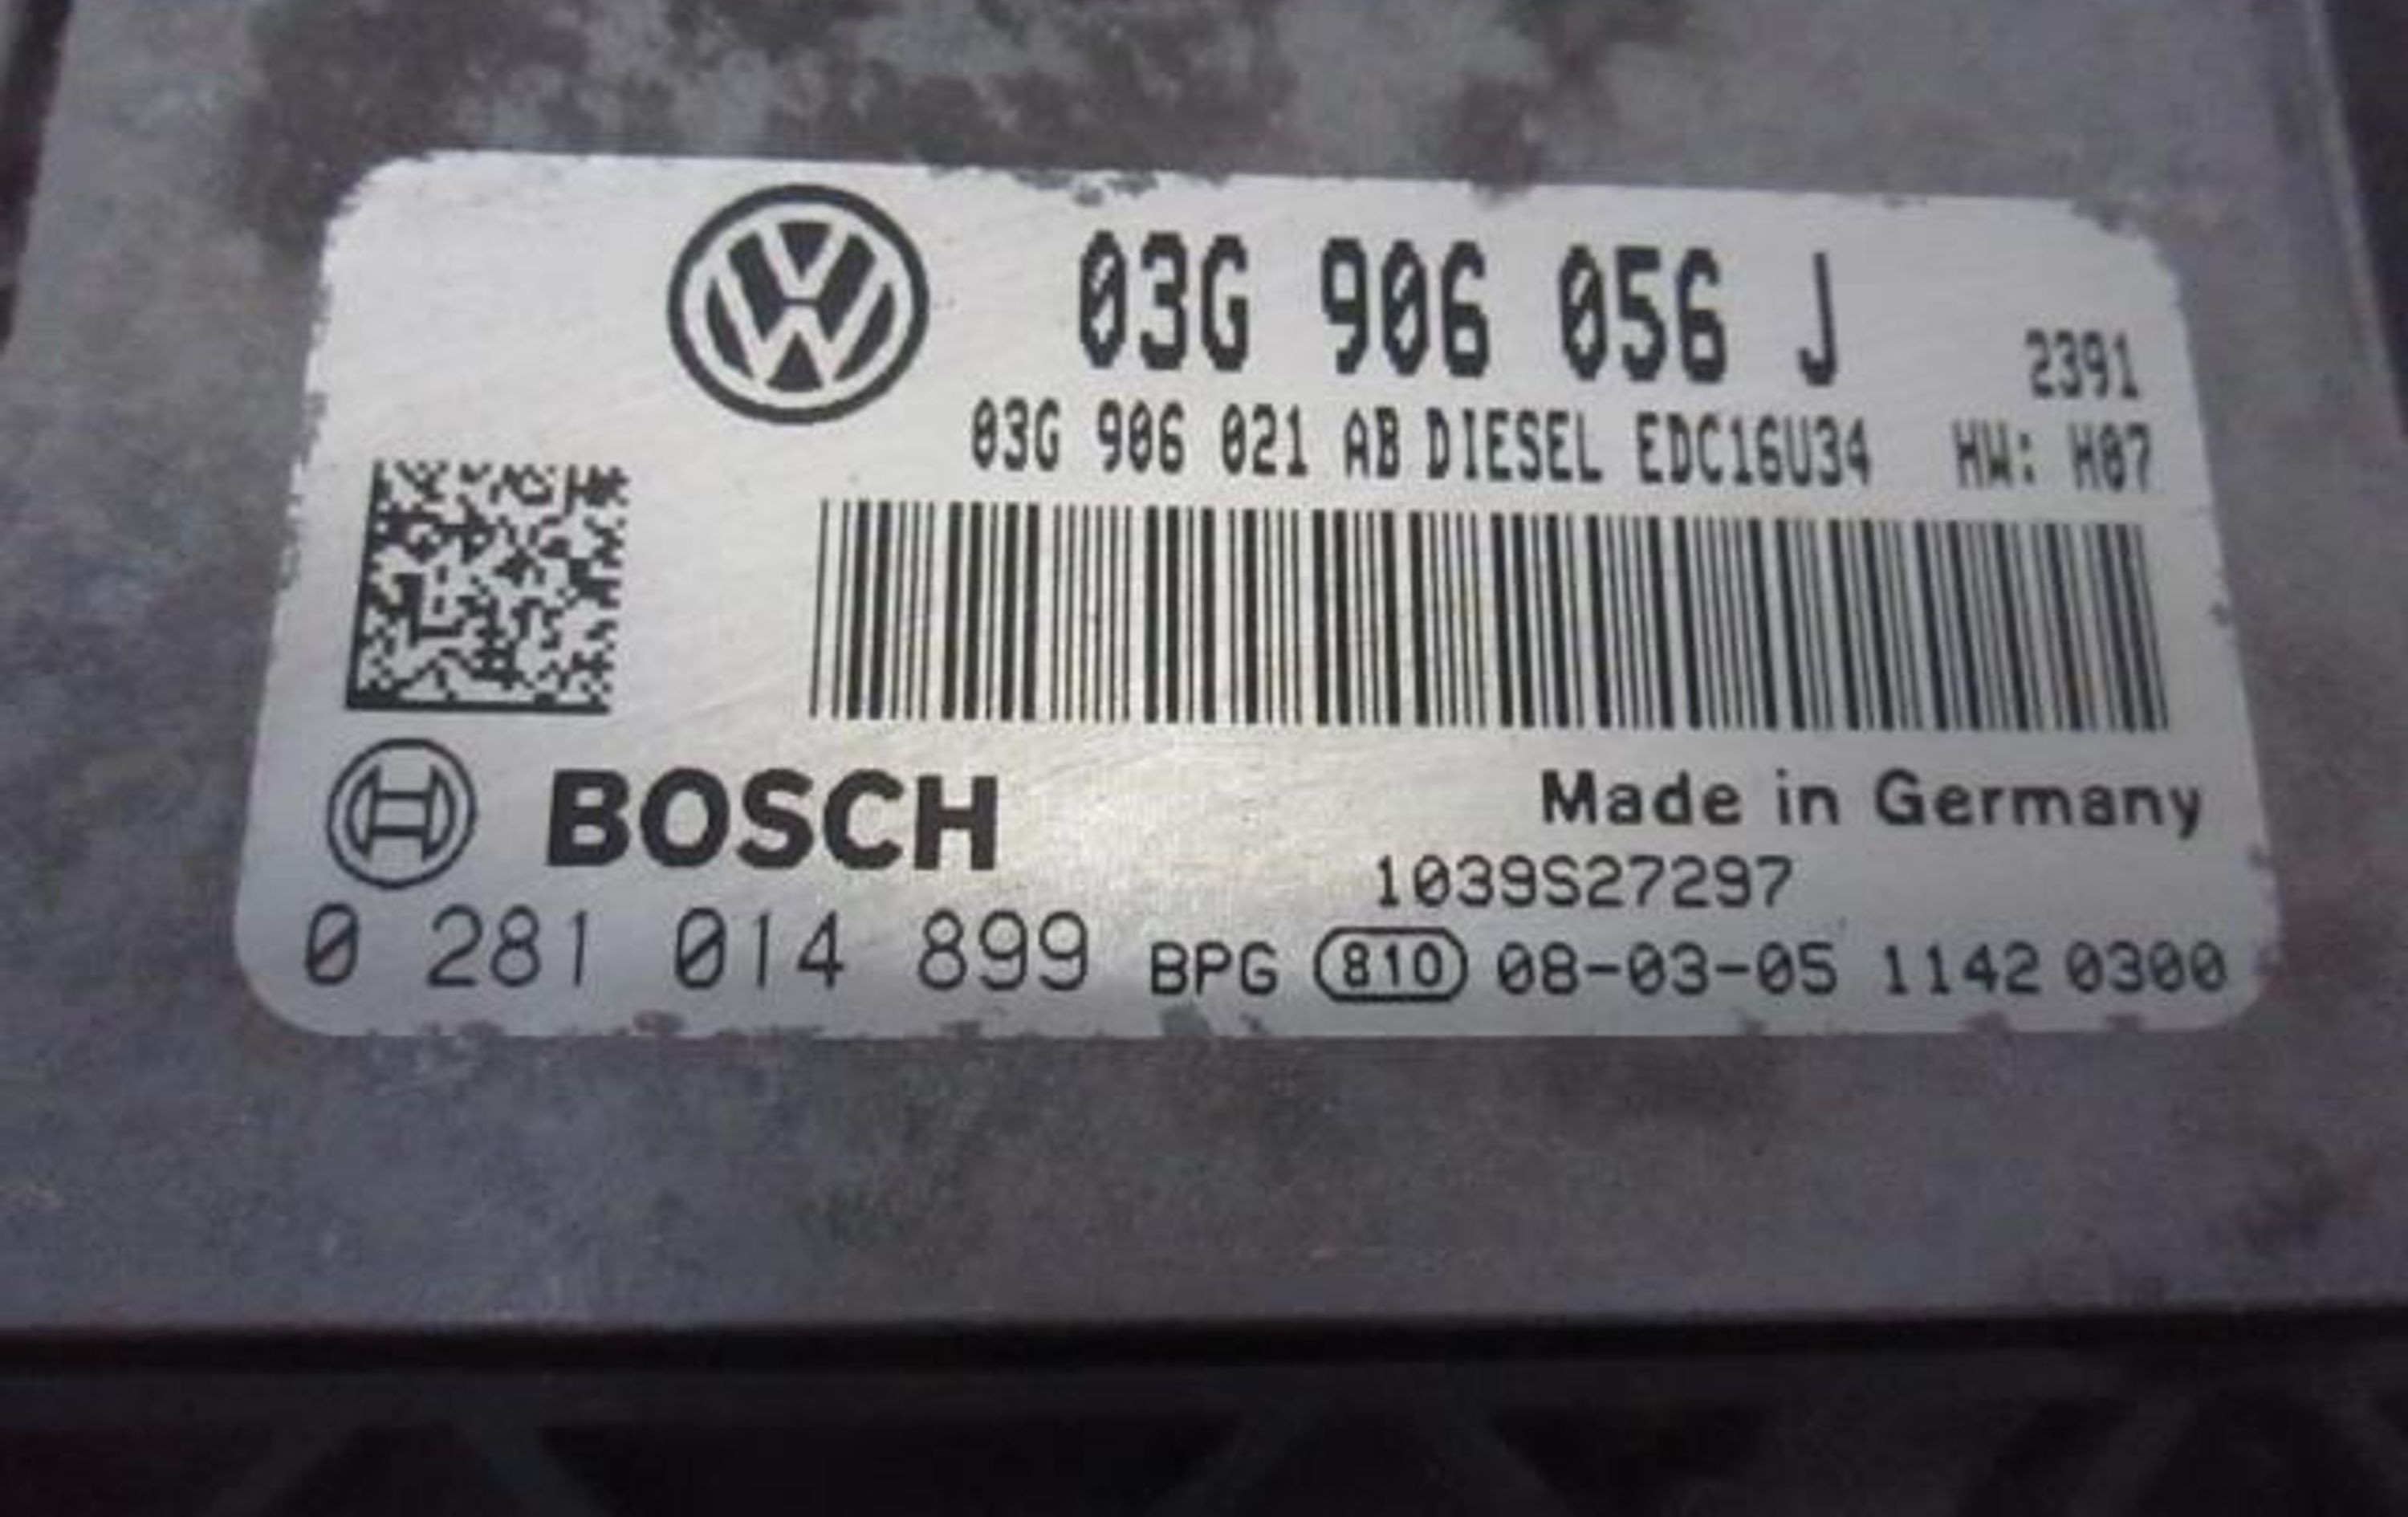 03G 906 056 J
2391
03G 906 021 AB DIESEL EDC16U34 HW: H07
BOSCH
Made in Germany
1039S27297
0 281 014 899 BPG 810 08-03-05 1142 0300